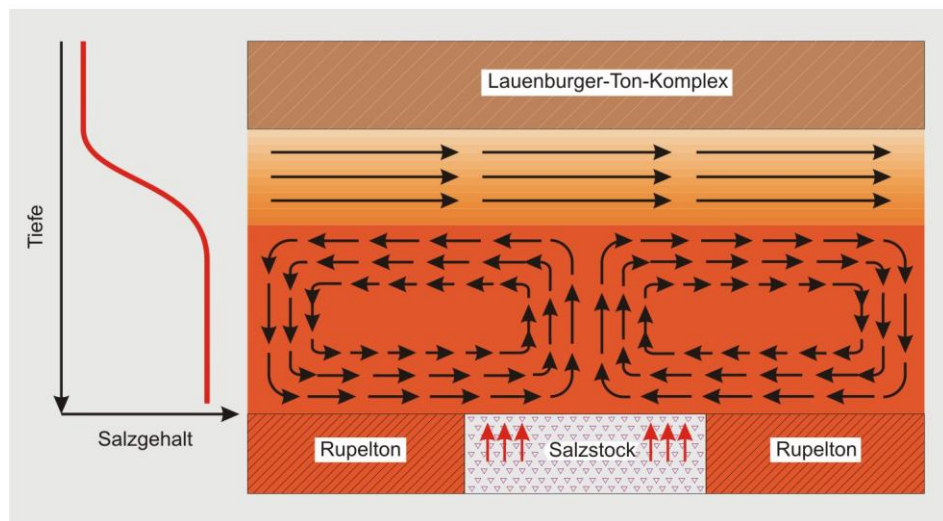 Lauenburger-Ton-Komplex
Tiefe
Salzgehalt
Rupelton
Salzstock
Rupelton